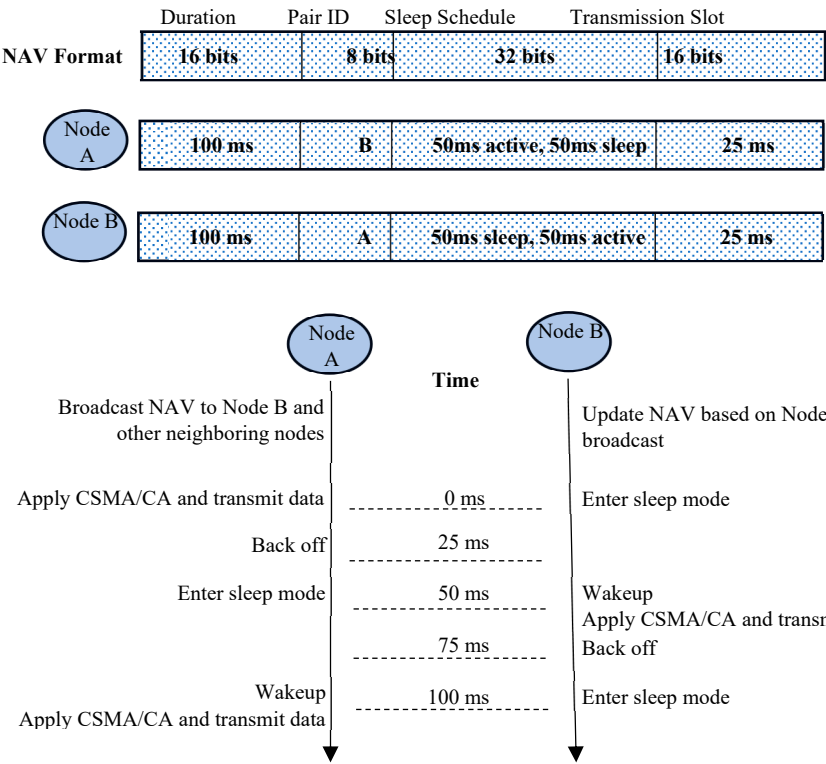 Duration Pair ID Sleep Schedule Transmission Slot
NAV Format 16 bits 8 bits 32 bits 16 bits
Node
A
100 ms B 50ms active, 50ms sleep 25 ms
Node B
100 ms A 50ms sleep, 50ms active 25 ms
Node
A
Node B
Time
Broadcast NAV to Node B and
other neighboring nodes
Update NAV based on Node
broadcast
Apply CSMA/CA and transmit data 0 ms Enter sleep mode
Back off 25 ms
Enter sleep mode 50 ms Wakeup
Apply CSMA/CA and
75 ms Back off
Wakeup 100 ms Enter sleep mode
Apply CSMA/CA and transmit data